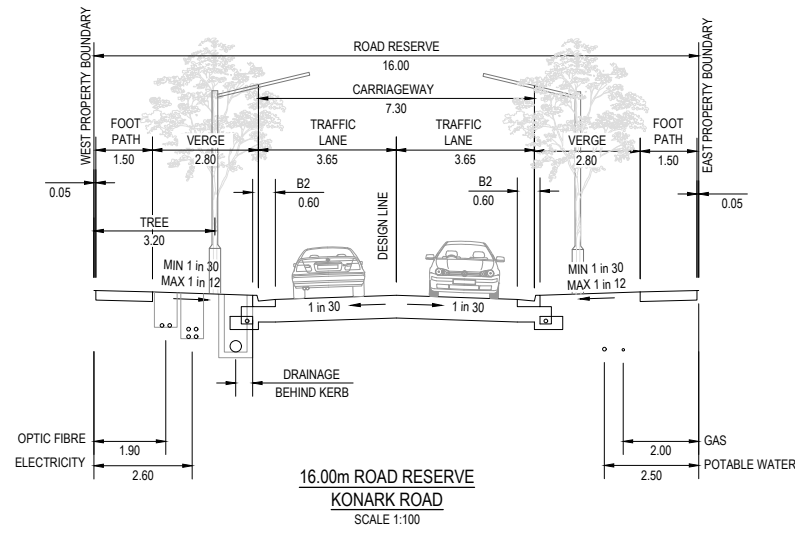 WEST PROPERTY BOUNDARY
EAST PROPERTY BOUNDARY
ROAD RESERVE
16.00
CARRIAGEWAY
7.30
FOOT
PATH
1.50
VERGE
2.80
TRAFFIC
LANE
3.65
TRAFFIC
LANE
3.65
VERGE
2.80
FOOT
PATH
1.50
0.05
B2
0.60
DESIGN LINE
B2
0.60
0.05
TREE
3.20
MIN 1 in 30
MAX 1 in 12
MIN 1 in 30
MAX 1 in 12
1 in 30
1 in 30
DRAINAGE
BEHIND KERB
OPTIC FIBRE
1.90
ELECTRICITY
2.60
GAS
2.00
POTABLE WATER
2.50
16.00m ROAD RESERVE
KONARK ROAD
SCALE 1:100